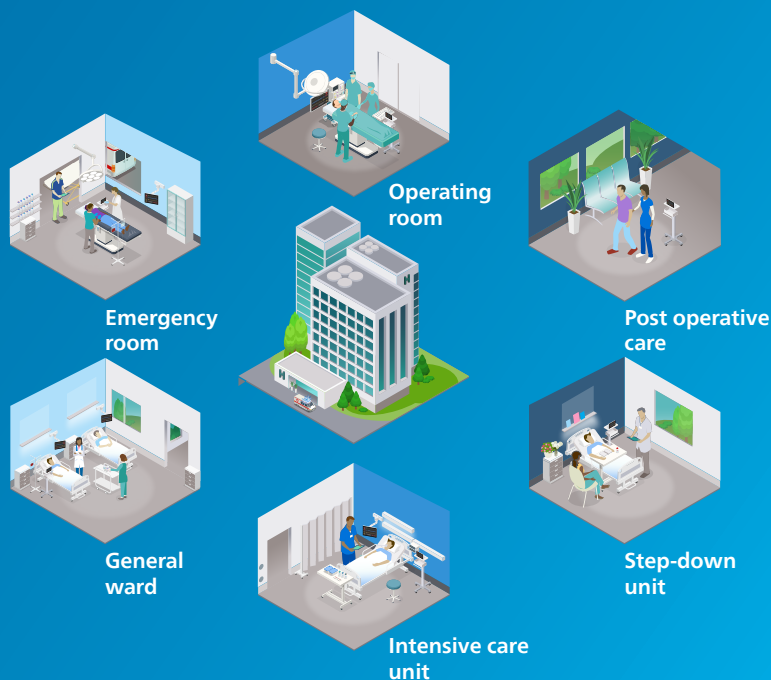 Operating
room
Emergency
room
Post operative
care
General
ward
Step-down
unit
Intensive care
unit
H
H